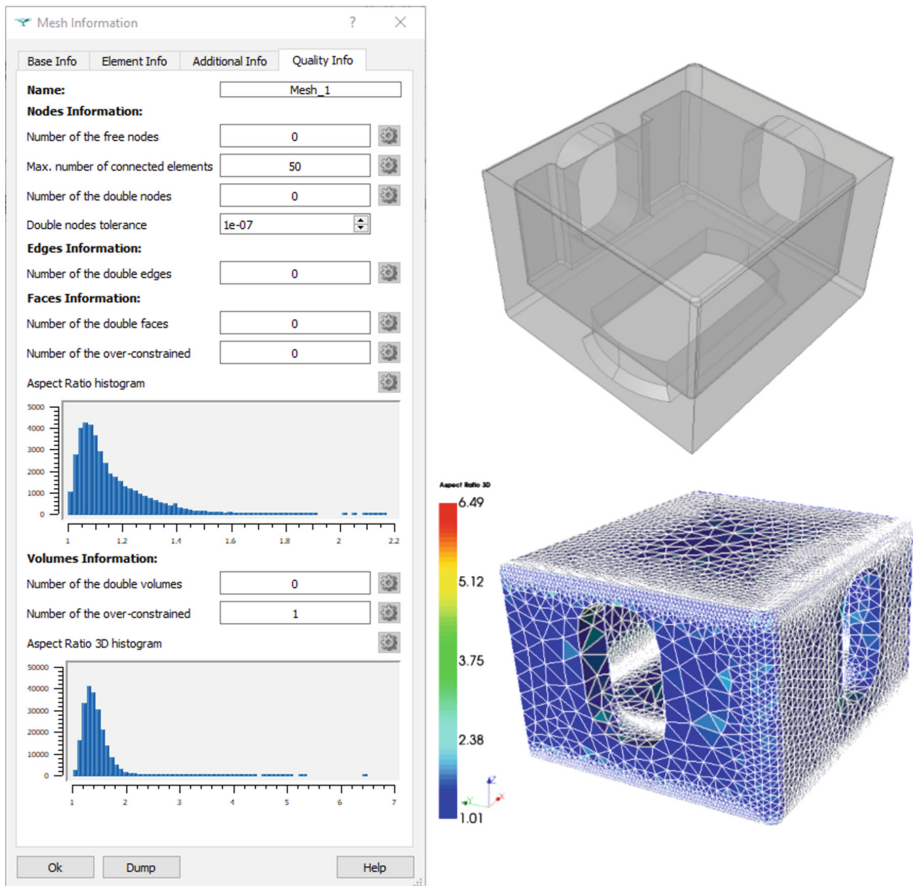 Mesh Information
? ×
Base Info Element Info Additional Info Quality Info
Name: Mesh_1
Nodes Information:
Number of the free nodes 0
Max. number of connected elements 50
Number of the double nodes 0
Double nodes tolerance 1e-07
Edges Information:
Number of the double edges 0
Faces Information:
Number of the double faces 0
Number of the over-constrained 0
Aspect Ratio histogram
5000
4000
3000
2000
1000
0
1 1.2 1.4 1.6 1.8 2 2.2
Volumes Information:
Number of the double volumes 0
Number of the over-constrained 1
Aspect Ratio 3D histogram
50000
40000
30000
20000
10000
0
1 2 3 4 5 6 7
Ok Dump Help
Aspect Ratio 3D
6.49
5.12
3.75
2.38
1.01
Z
Y X